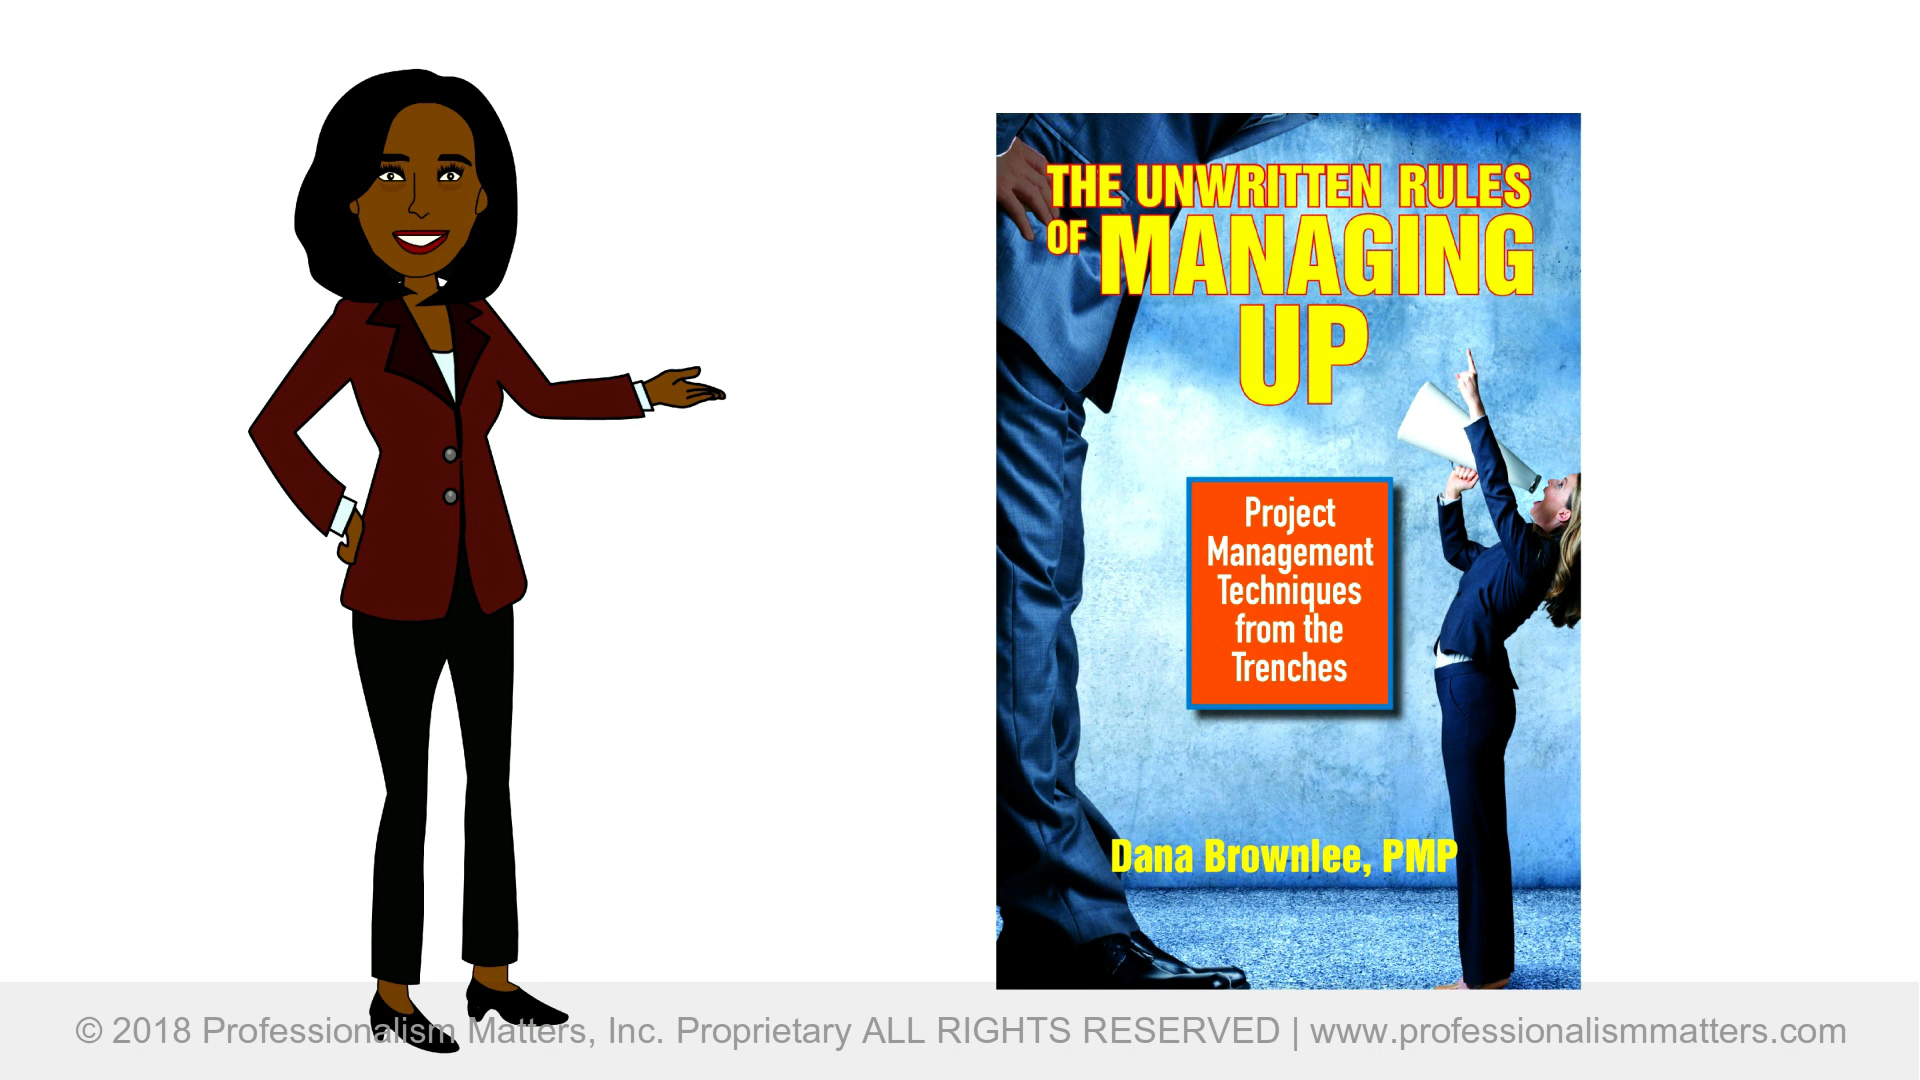 THE UNWRITTEN RULES
OF MANAGING
UP
Project
Management
Techniques
from the
Trenches
Dana Brownlee, PMP
© 2018 Professionalism Matters, Inc. Proprietary ALL RIGHTS RESERVED | www.professionalismmatters.com